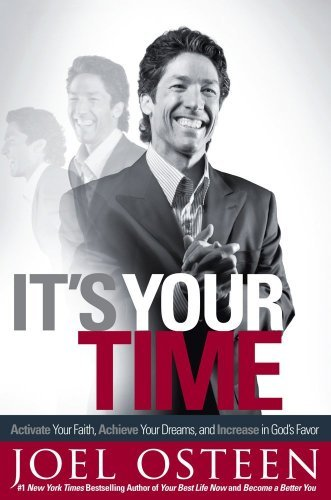 IT'S YOUR
TIME
Activate Your Faith, Achieve Your Dreams, and Increase in God's Favor
JOEL OSTEEN
#1 New York Times Bestselling Author of Your Best Life Now and Become a Better You